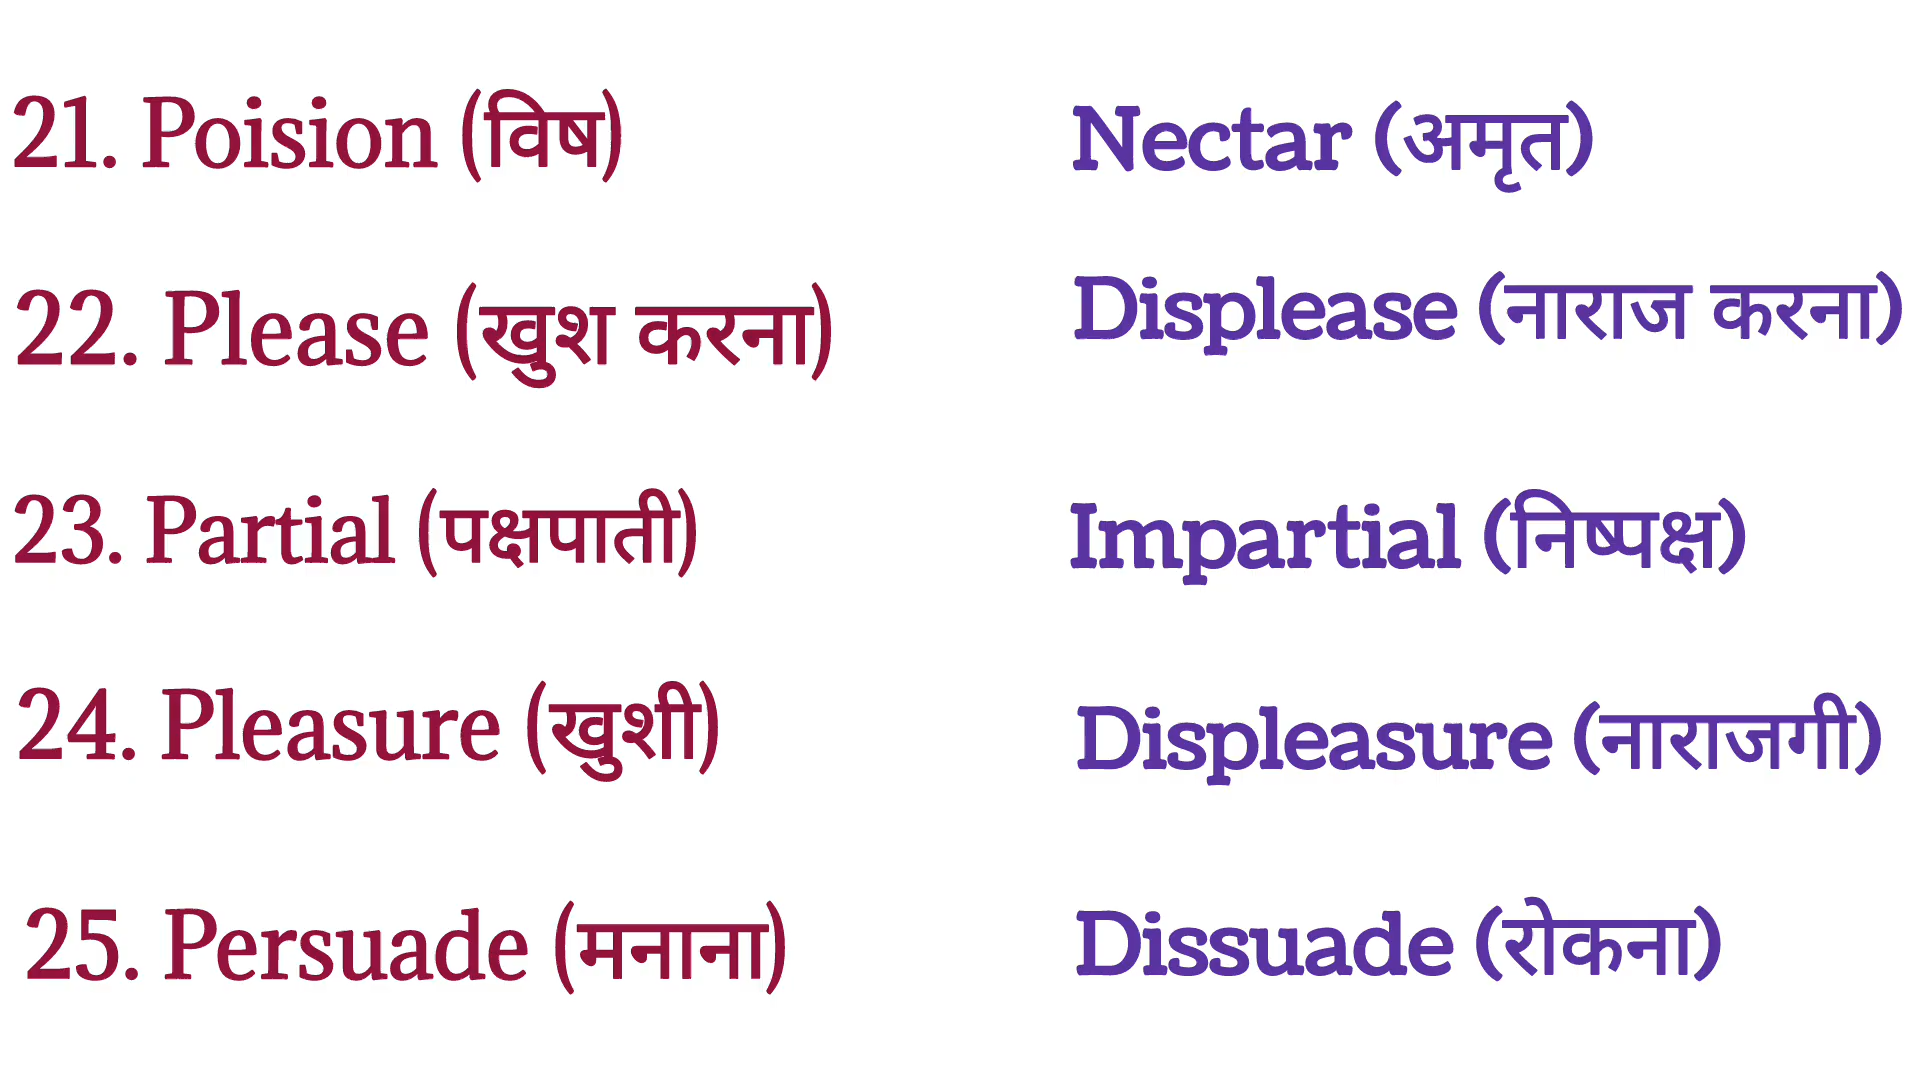 21. Poision (विष) Nectar (अमृत)
22. Please (खुश करना) Displease (नाराज करना)
23. Partial (पक्षपाती) Impartial (निष्पक्ष)
24. Pleasure (खुशी) Displeasure (नाराजगी)
25. Persuade (मनाना) Dissuade (रोकना)